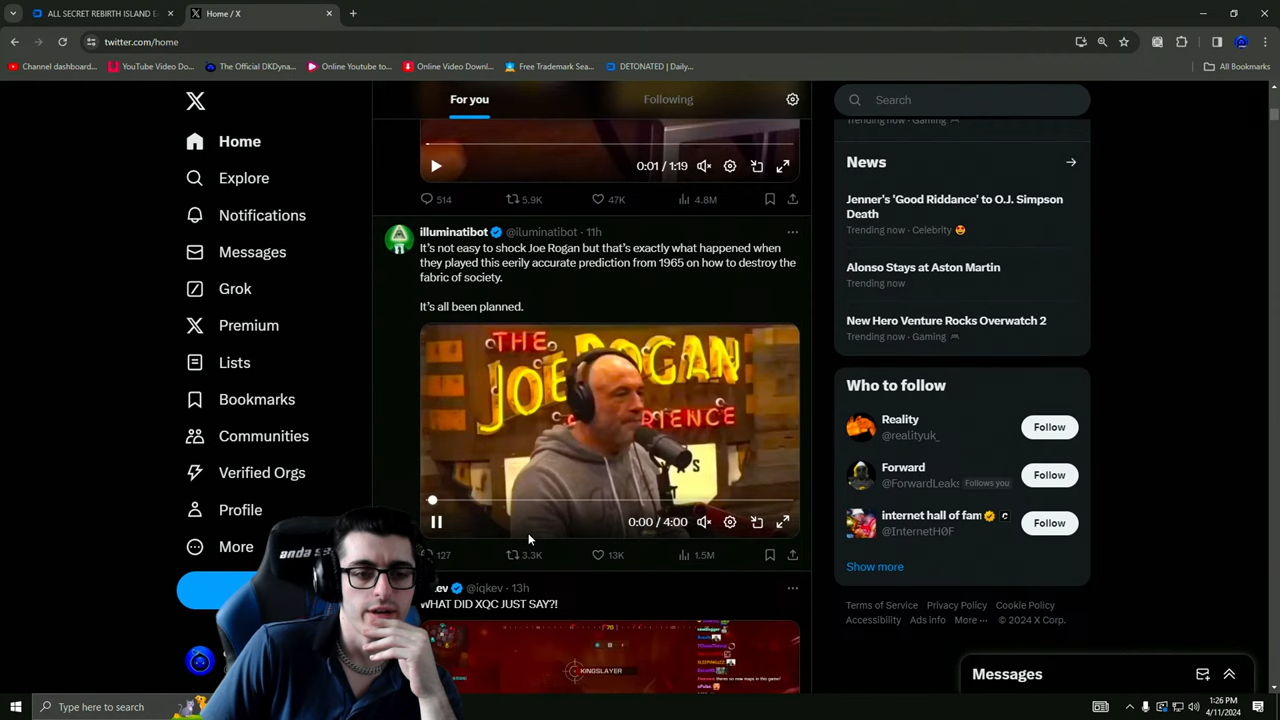 ALL SECRET REBIRTH ISLAND EA
Home / X
twitter.com/home
Channel dashboard...
YouTube Video Do...
The Official DKDyna...
Online Youtube to...
Online Video Downl...
Free Trademark Sea...
DETONATED | Daily...
All Bookmarks
Home
Explore
Notifications
Messages
Grok
Premium
Lists
Bookmarks
Communities
Verified Orgs
Profile
More
For you
Following
0:01 / 1:19
514
5.9K
47K
4.8M
illuminatibot @iluminatibot · 11h
It's not easy to shock Joe Rogan but that's exactly what happened when
they played this eerily accurate prediction from 1965 on how to destroy the
fabric of society.
It's all been planned.
THE
JOE ROGAN
0:00 / 4:00
127
3.3K
13K
1.5M
@iqkev · 13h
WHAT DID XQC JUST SAY?!
KINGSLAYER
Search
Trending now · Gaming
News
Jenner's 'Good Riddance' to O.J. Simpson
Death
Trending now · Celebrity
Alonso Stays at Aston Martin
Trending now
New Hero Venture Rocks Overwatch 2
Trending now · Gaming
Who to follow
Reality
@realityuk_
Follow
Forward
@ForwardLeaks Follows you
Follow
internet hall of fam
@InternetH0F
Follow
Show more
Terms of Service Privacy Policy Cookie Policy
Accessibility Ads info More ··· © 2024 X Corp.
Messages
anda
Type here to search
1:26 PM
4/11/2024